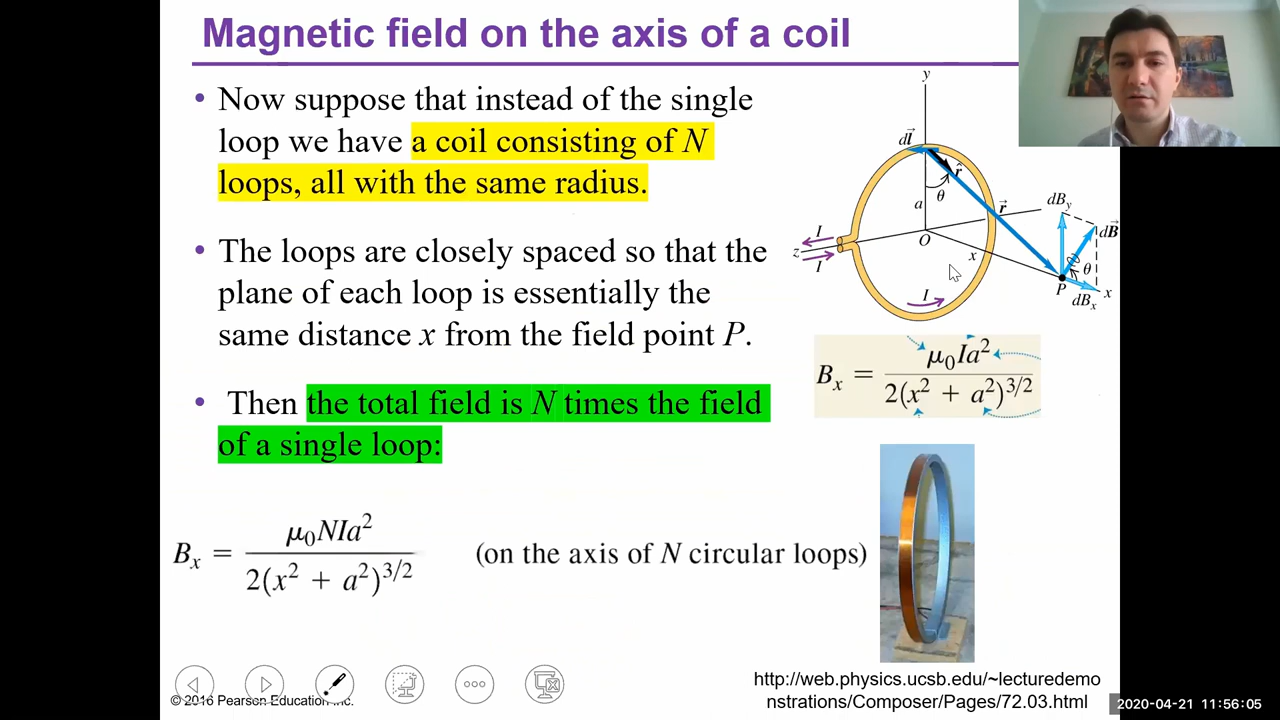 Magnetic field on the axis of a coil
• Now suppose that instead of the single
loop we have a coil consisting of N
loops, all with the same radius.
• The loops are closely spaced so that the
plane of each loop is essentially the
same distance x from the field point P.
• Then the total field is N times the field
of a single loop:
Bₓ = μ₀NIa² / 2(x² + a²)^3/2
(on the axis of N circular loops)
y
dl⃗
r̂
θ
a
r⃗
O
x
z
I
I
I
dBy
dB⃗
θ
P
dBₓ
x
Bₓ = μ₀Ia² / 2(x² + a²)^3/2
http://web.physics.ucsb.edu/~lecturedemo
nstrations/Composer/Pages/72.03.html
© 2016 Pearson Education Inc.
2020-04-21 11:56:05